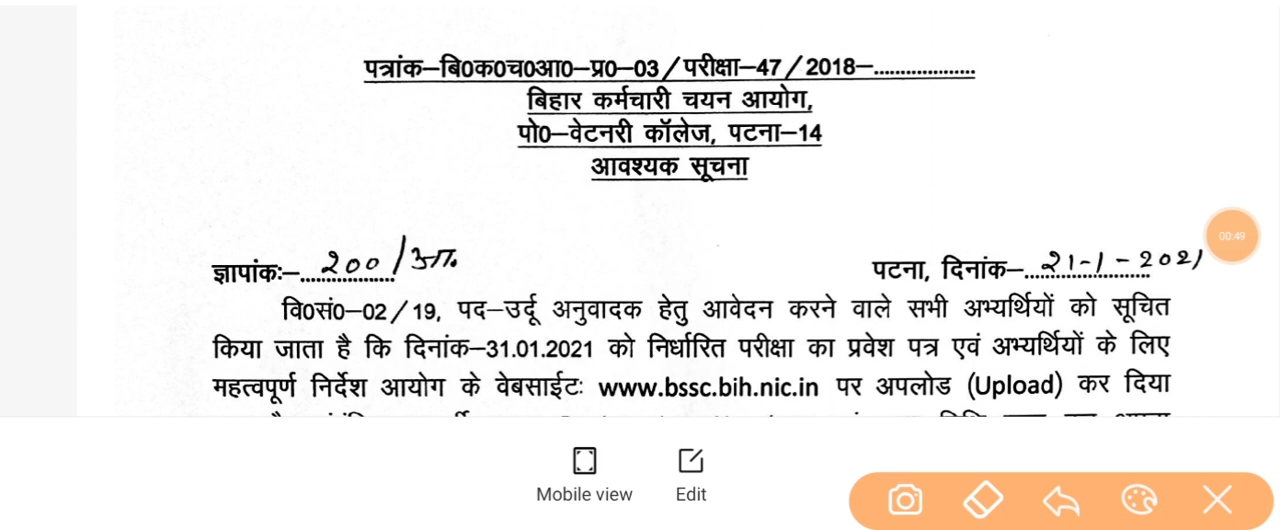 पत्रांक–बि0क0च0आ0–प्र0–03/परीक्षा–47/2018–...................
बिहार कर्मचारी चयन आयोग,
पो0–वेटनरी कॉलेज, पटना–14
आवश्यक सूचना
00:49
ज्ञापांकः–...२००/अ०... पटना, दिनांक–...21-1-2021
वि0सं0–02/19, पद–उर्दू अनुवादक हेतु आवेदन करने वाले सभी अभ्यर्थियों को सूचित
किया जाता है कि दिनांक–31.01.2021 को निर्धारित परीक्षा का प्रवेश पत्र एवं अभ्यर्थियों के लिए
महत्वपूर्ण निर्देश आयोग के वेबसाईटः www.bssc.bih.nic.in पर अपलोड (Upload) कर दिया
Mobile view Edit